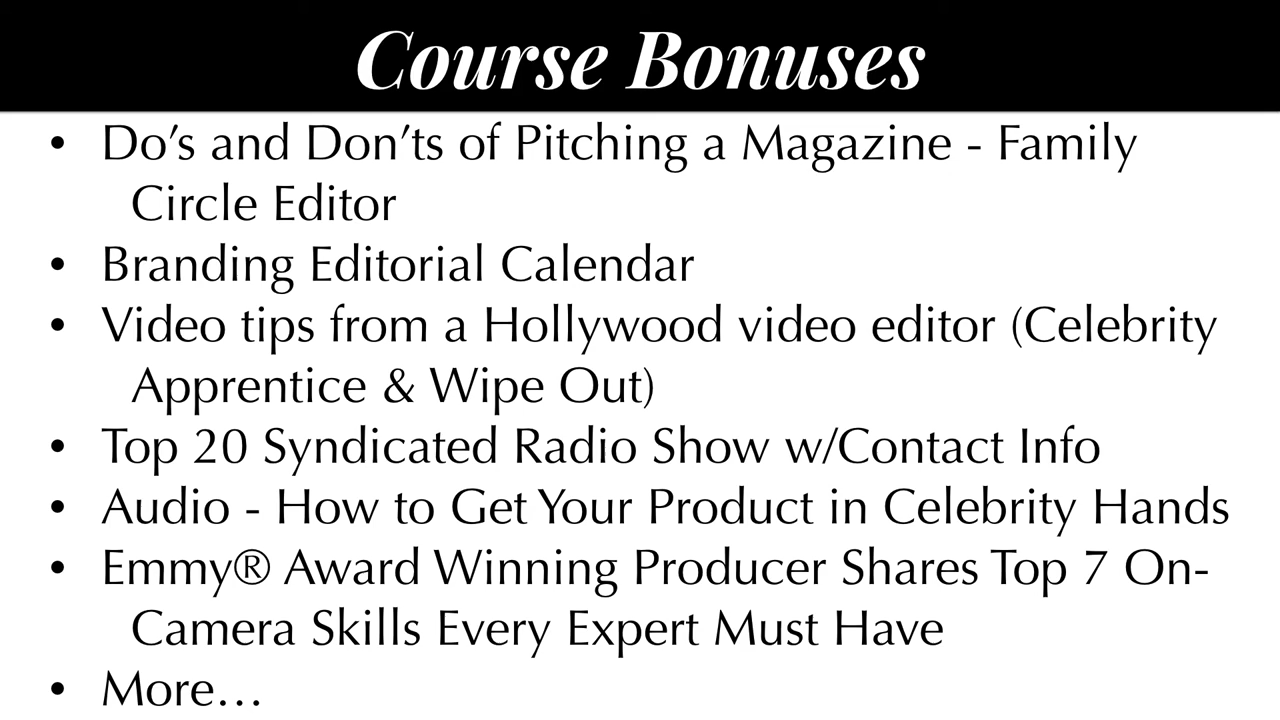 Course Bonuses
• Do’s and Don’ts of Pitching a Magazine - Family
Circle Editor
• Branding Editorial Calendar
• Video tips from a Hollywood video editor (Celebrity
Apprentice & Wipe Out)
• Top 20 Syndicated Radio Show w/Contact Info
• Audio - How to Get Your Product in Celebrity Hands
• Emmy® Award Winning Producer Shares Top 7 On-
Camera Skills Every Expert Must Have
• More…